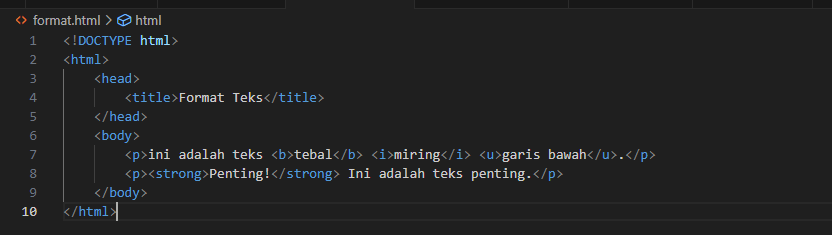 format.html > html
1 <!DOCTYPE html>
2 <html>
3 <head>
4 <title>Format Teks</title>
5 </head>
6 <body>
7 <p>ini adalah teks <b>tebal</b> <i>miring</i> <u>garis bawah</u>.</p>
8 <p><strong>Penting!</strong> Ini adalah teks penting.</p>
9 </body>
10 </html>